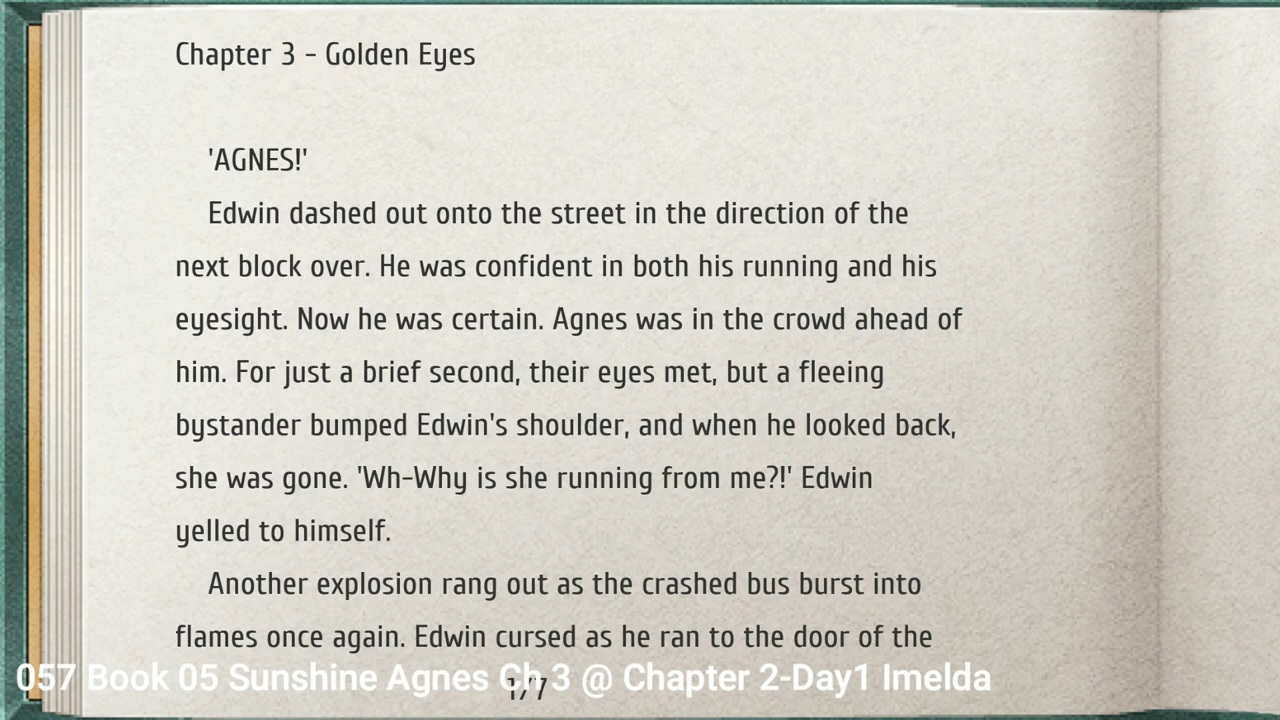 Chapter 3 - Golden Eyes
'AGNES!'
Edwin dashed out onto the street in the direction of the
next block over. He was confident in both his running and his
eyesight. Now he was certain. Agnes was in the crowd ahead of
him. For just a brief second, their eyes met, but a fleeing
bystander bumped Edwin's shoulder, and when he looked back,
she was gone. 'Wh-Why is she running from me?!' Edwin
yelled to himself.
Another explosion rang out as the crashed bus burst into
flames once again. Edwin cursed as he ran to the door of the
057 Book 05 Sunshine Agnes Ch 3 @ Chapter 2-Day1 Imelda
1/7